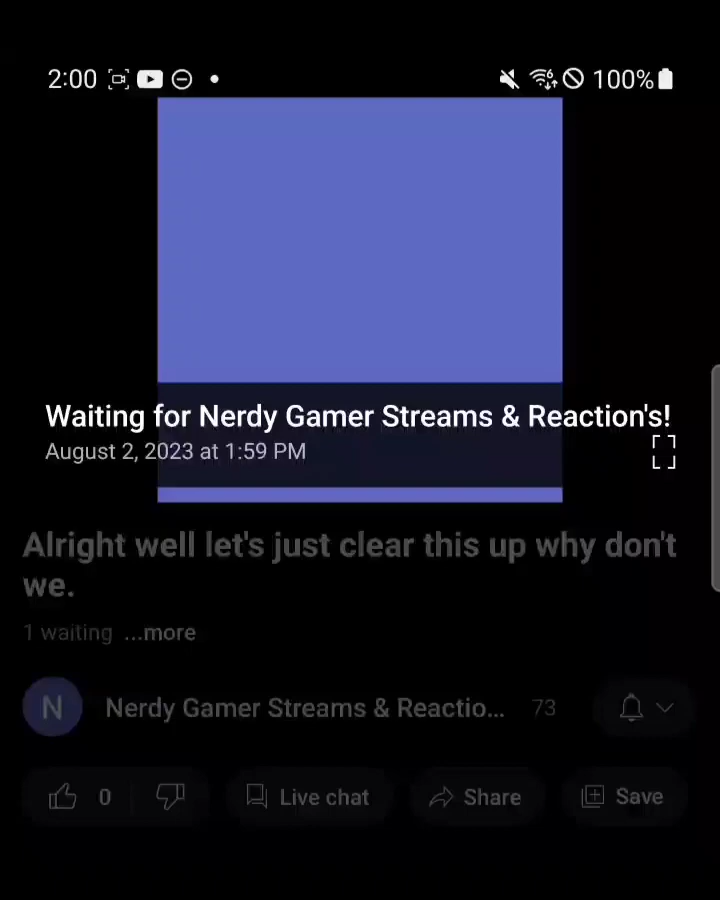 2:00 100%
Waiting for Nerdy Gamer Streams & Reaction's!
August 2, 2023 at 1:59 PM
Alright well let's just clear this up why don't
we.
1 waiting ...more
N Nerdy Gamer Streams & Reactio... 73
0 Live chat Share Save